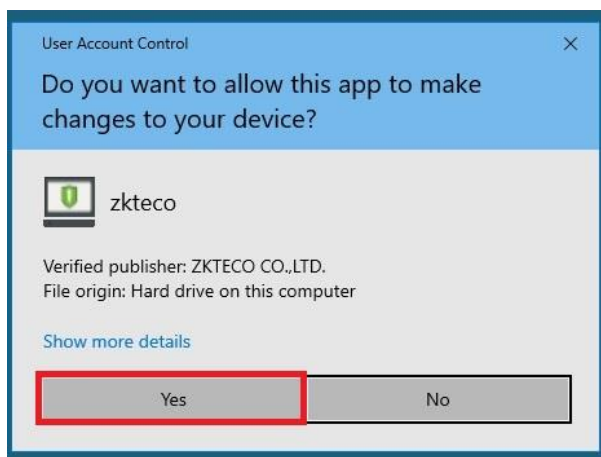 User Account Control
Do you want to allow this app to make
changes to your device?
zkteco
Verified publisher: ZKTECO CO.,LTD.
File origin: Hard drive on this computer
Show more details
Yes
No